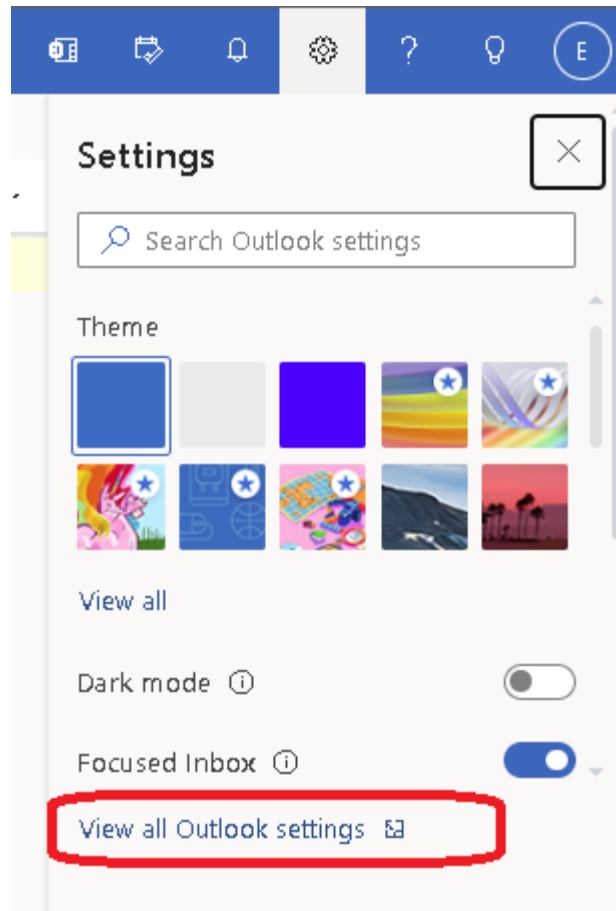 E
Settings
Search Outlook settings
Theme
View all
Dark mode
Focused Inbox
View all Outlook settings